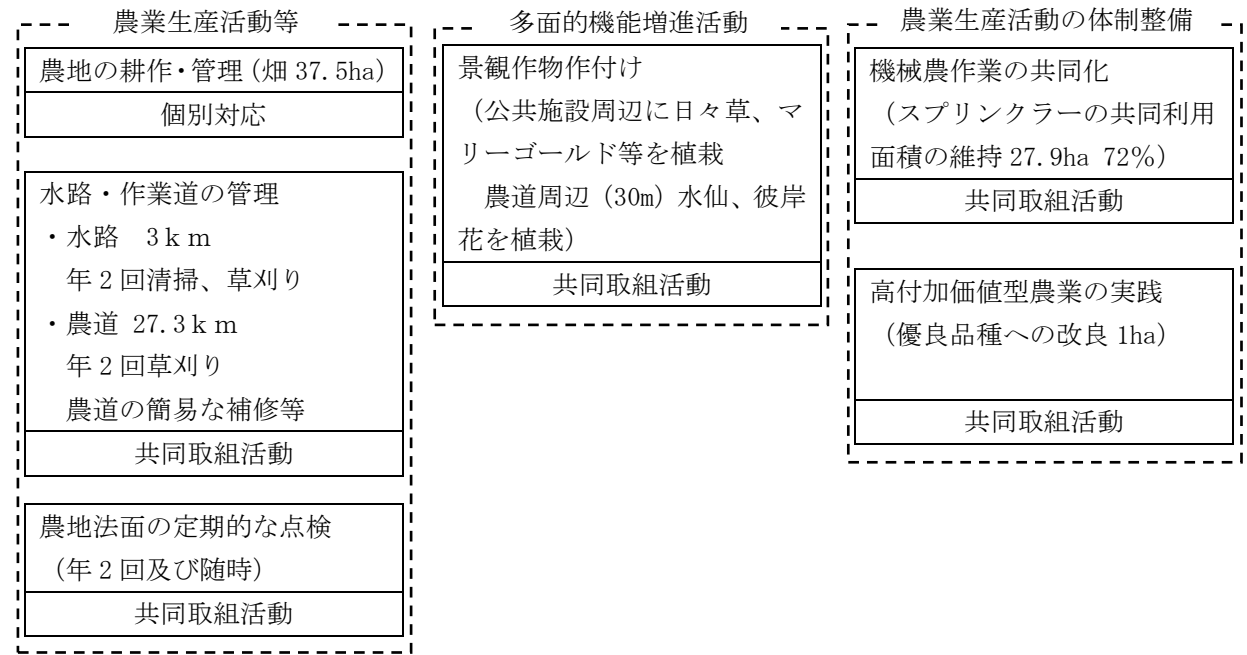 農業生産活動等
農地の耕作・管理(畑 37.5ha)
個別対応
水路・作業道の管理
・水路 3ｋｍ
年2回清掃、草刈り
・農道 27.3ｋｍ
年2回草刈り
農道の簡易な補修等
共同取組活動
農地法面の定期的な点検
(年2回及び随時)
共同取組活動
多面的機能増進活動
景観作物作付け
(公共施設周辺に日々草、マ
リーゴールド等を植栽
農道周辺（30m）水仙、彼岸
花を植栽）
共同取組活動
農業生産活動の体制整備
機械農作業の共同化
（スプリンクラーの共同利用
面積の維持 27.9ha 72％）
共同取組活動
高付加価値型農業の実践
（優良品種への改良 1ha）
共同取組活動